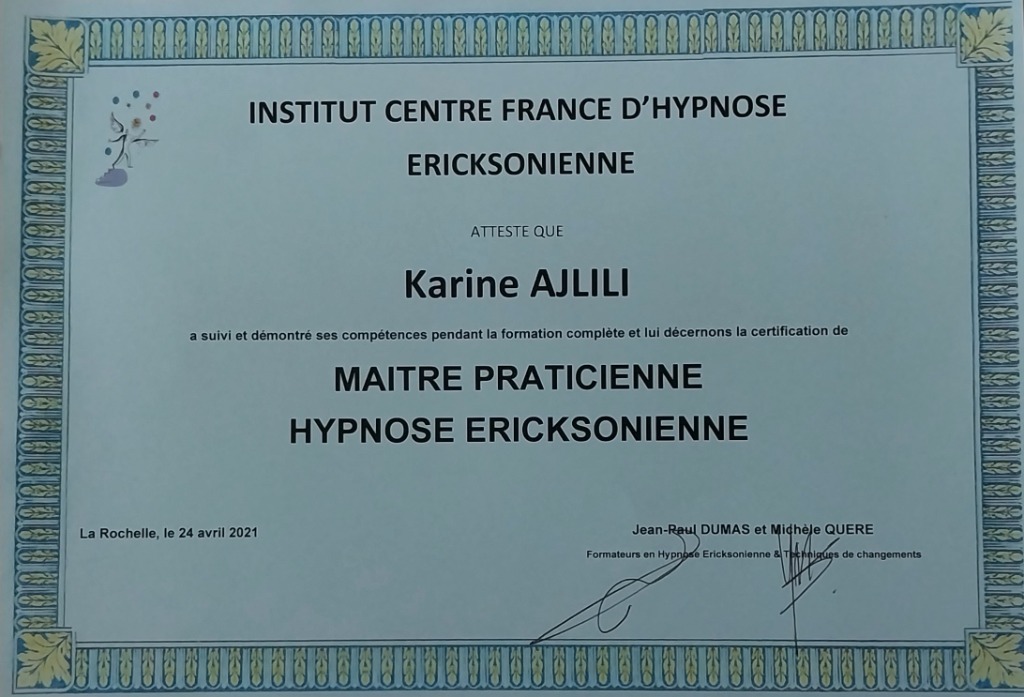 INSTITUT CENTRE FRANCE D'HYPNOSE
ERICKSONIENNE
ATTESTE QUE
Karine AJLILI
a suivi et démontré ses compétences pendant la formation complète et lui décernons la certification de
MAITRE PRATICIENNE
HYPNOSE ERICKSONIENNE
La Rochelle, le 24 avril 2021
Jean-Paul DUMAS et Michèle QUERE
Formateurs en Hypnose Ericksonienne & Techniques de changements